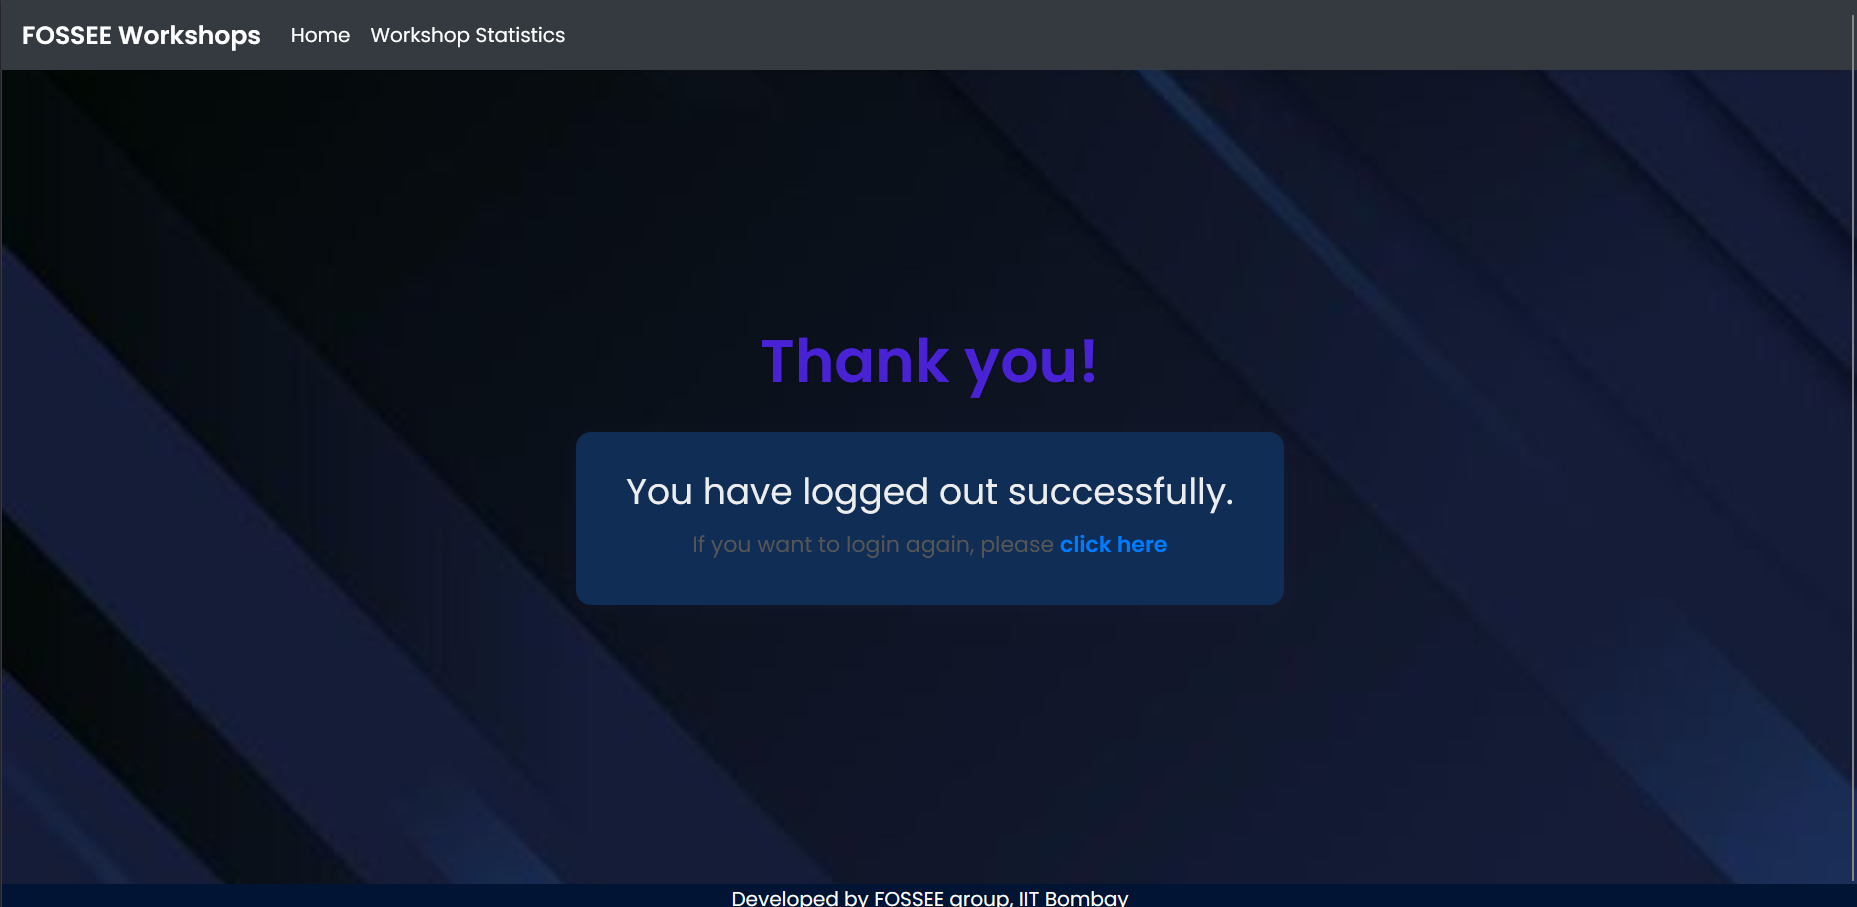 FOSSEE Workshops Home Workshop Statistics
Thank you!
You have logged out successfully.
If you want to login again, please click here
Developed by FOSSEE group, IIT Bombay